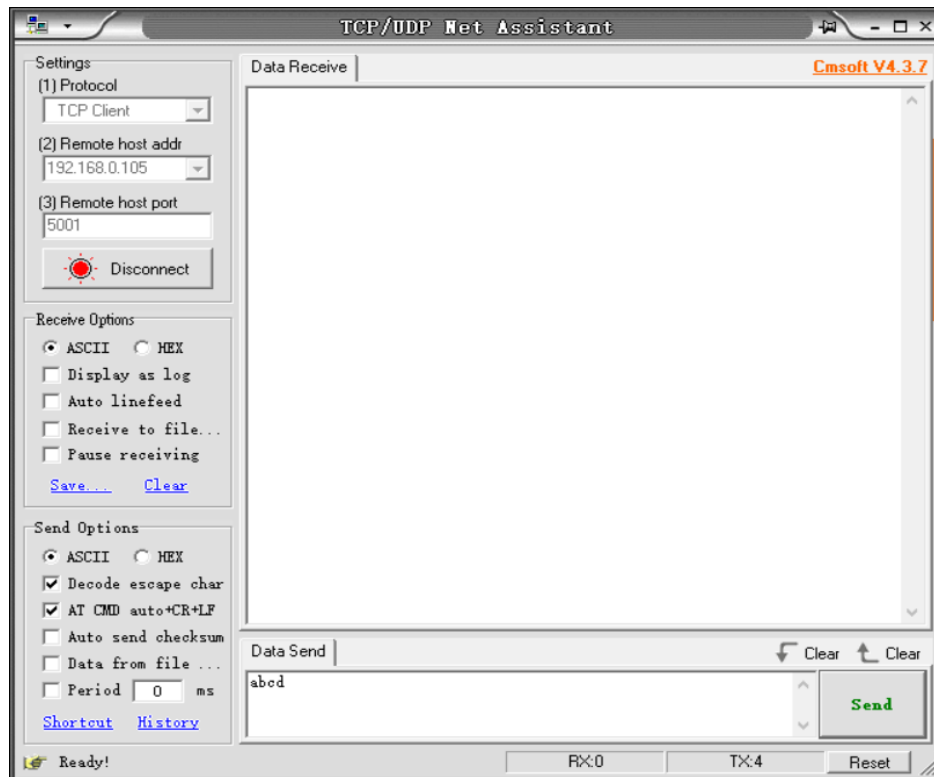 TCP/UDP Net Assistant
Settings
(1) Protocol
TCP Client
(2) Remote host addr
192.168.0.105
(3) Remote host port
5001
Disconnect
Receive Options
ASCII HEX
Display as log
Auto linefeed
Receive to file...
Pause receiving
Save... Clear
Send Options
ASCII HEX
Decode escape char
AT CMD auto+CR+LF
Auto send checksum
Data from file ...
Period 0 ms
Shortcut History
Data Receive
Cmsoft V4.3.7
Data Send
Clear Clear
abcd
Send
Ready!
RX:0
TX:4
Reset